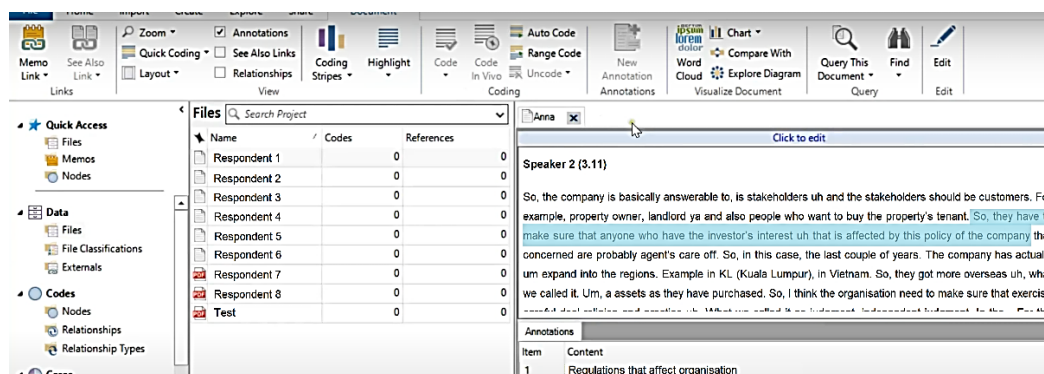 File Home Import Create Explore Share Document
Memo Link
See Also Link
Links
Zoom
Quick Coding
Layout
Annotations
See Also Links
Relationships
View
Coding Stripes
Highlight
Code
Code In Vivo
Auto Code
Range Code
Uncode
Coding
New Annotation
Annotations
ipsum
lorem
dolor
Word Cloud
Chart
Compare With
Explore Diagram
Visualize Document
Query This Document
Find
Query
Edit
Edit
Quick Access
Files
Memos
Nodes
Data
Files
File Classifications
Externals
Codes
Nodes
Relationships
Relationship Types
Files Search Project
Name Codes References
Respondent 1 0 0
Respondent 2 0 0
Respondent 3 0 0
Respondent 4 0 0
Respondent 5 0 0
Respondent 6 0 0
PDF Respondent 7 0 0
PDF Respondent 8 0 0
PDF Test 0 0
Anna
Click to edit
Speaker 2 (3.11)
So, the company is basically answerable to, is stakeholders uh and the stakeholders should be customers.
example, property owner, landlord ya and also people who want to buy the property's tenant. So, they have
make sure that anyone who have the investor's interest uh that is affected by this policy of the company
concerned are probably agent's care off. So, in this case, the last couple of years. The company has
um expand into the regions. Example in KL (Kuala Lumpur), in Vietnam. So, they got more overseas uh,
we called it. Um, a assets as they have purchased. So, I think the organisation need to make sure that
Annotations
Item Content
1 Regulations that affect organisation